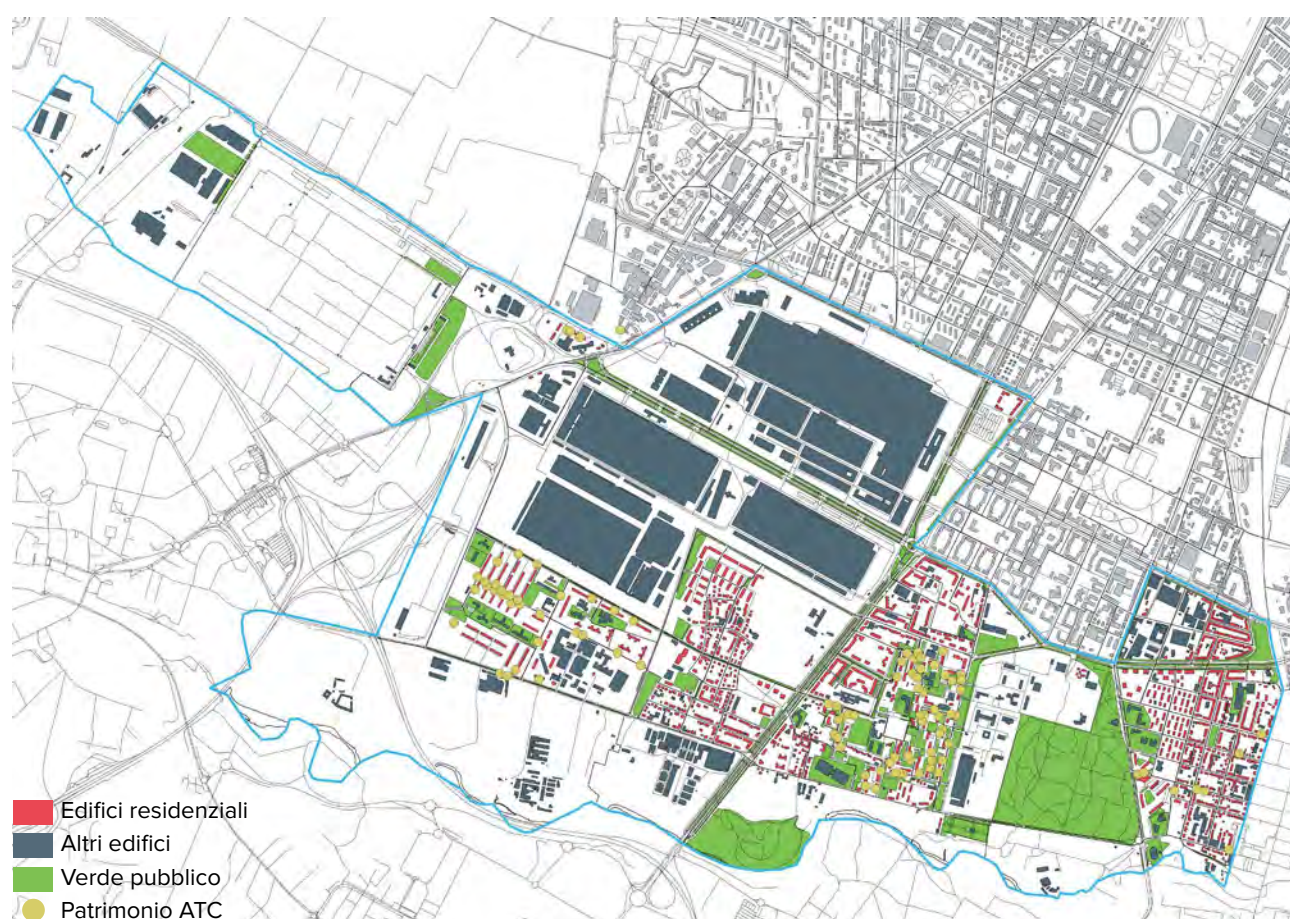 Edifici residenziali
Altri edifici
Verde pubblico
Patrimonio ATC